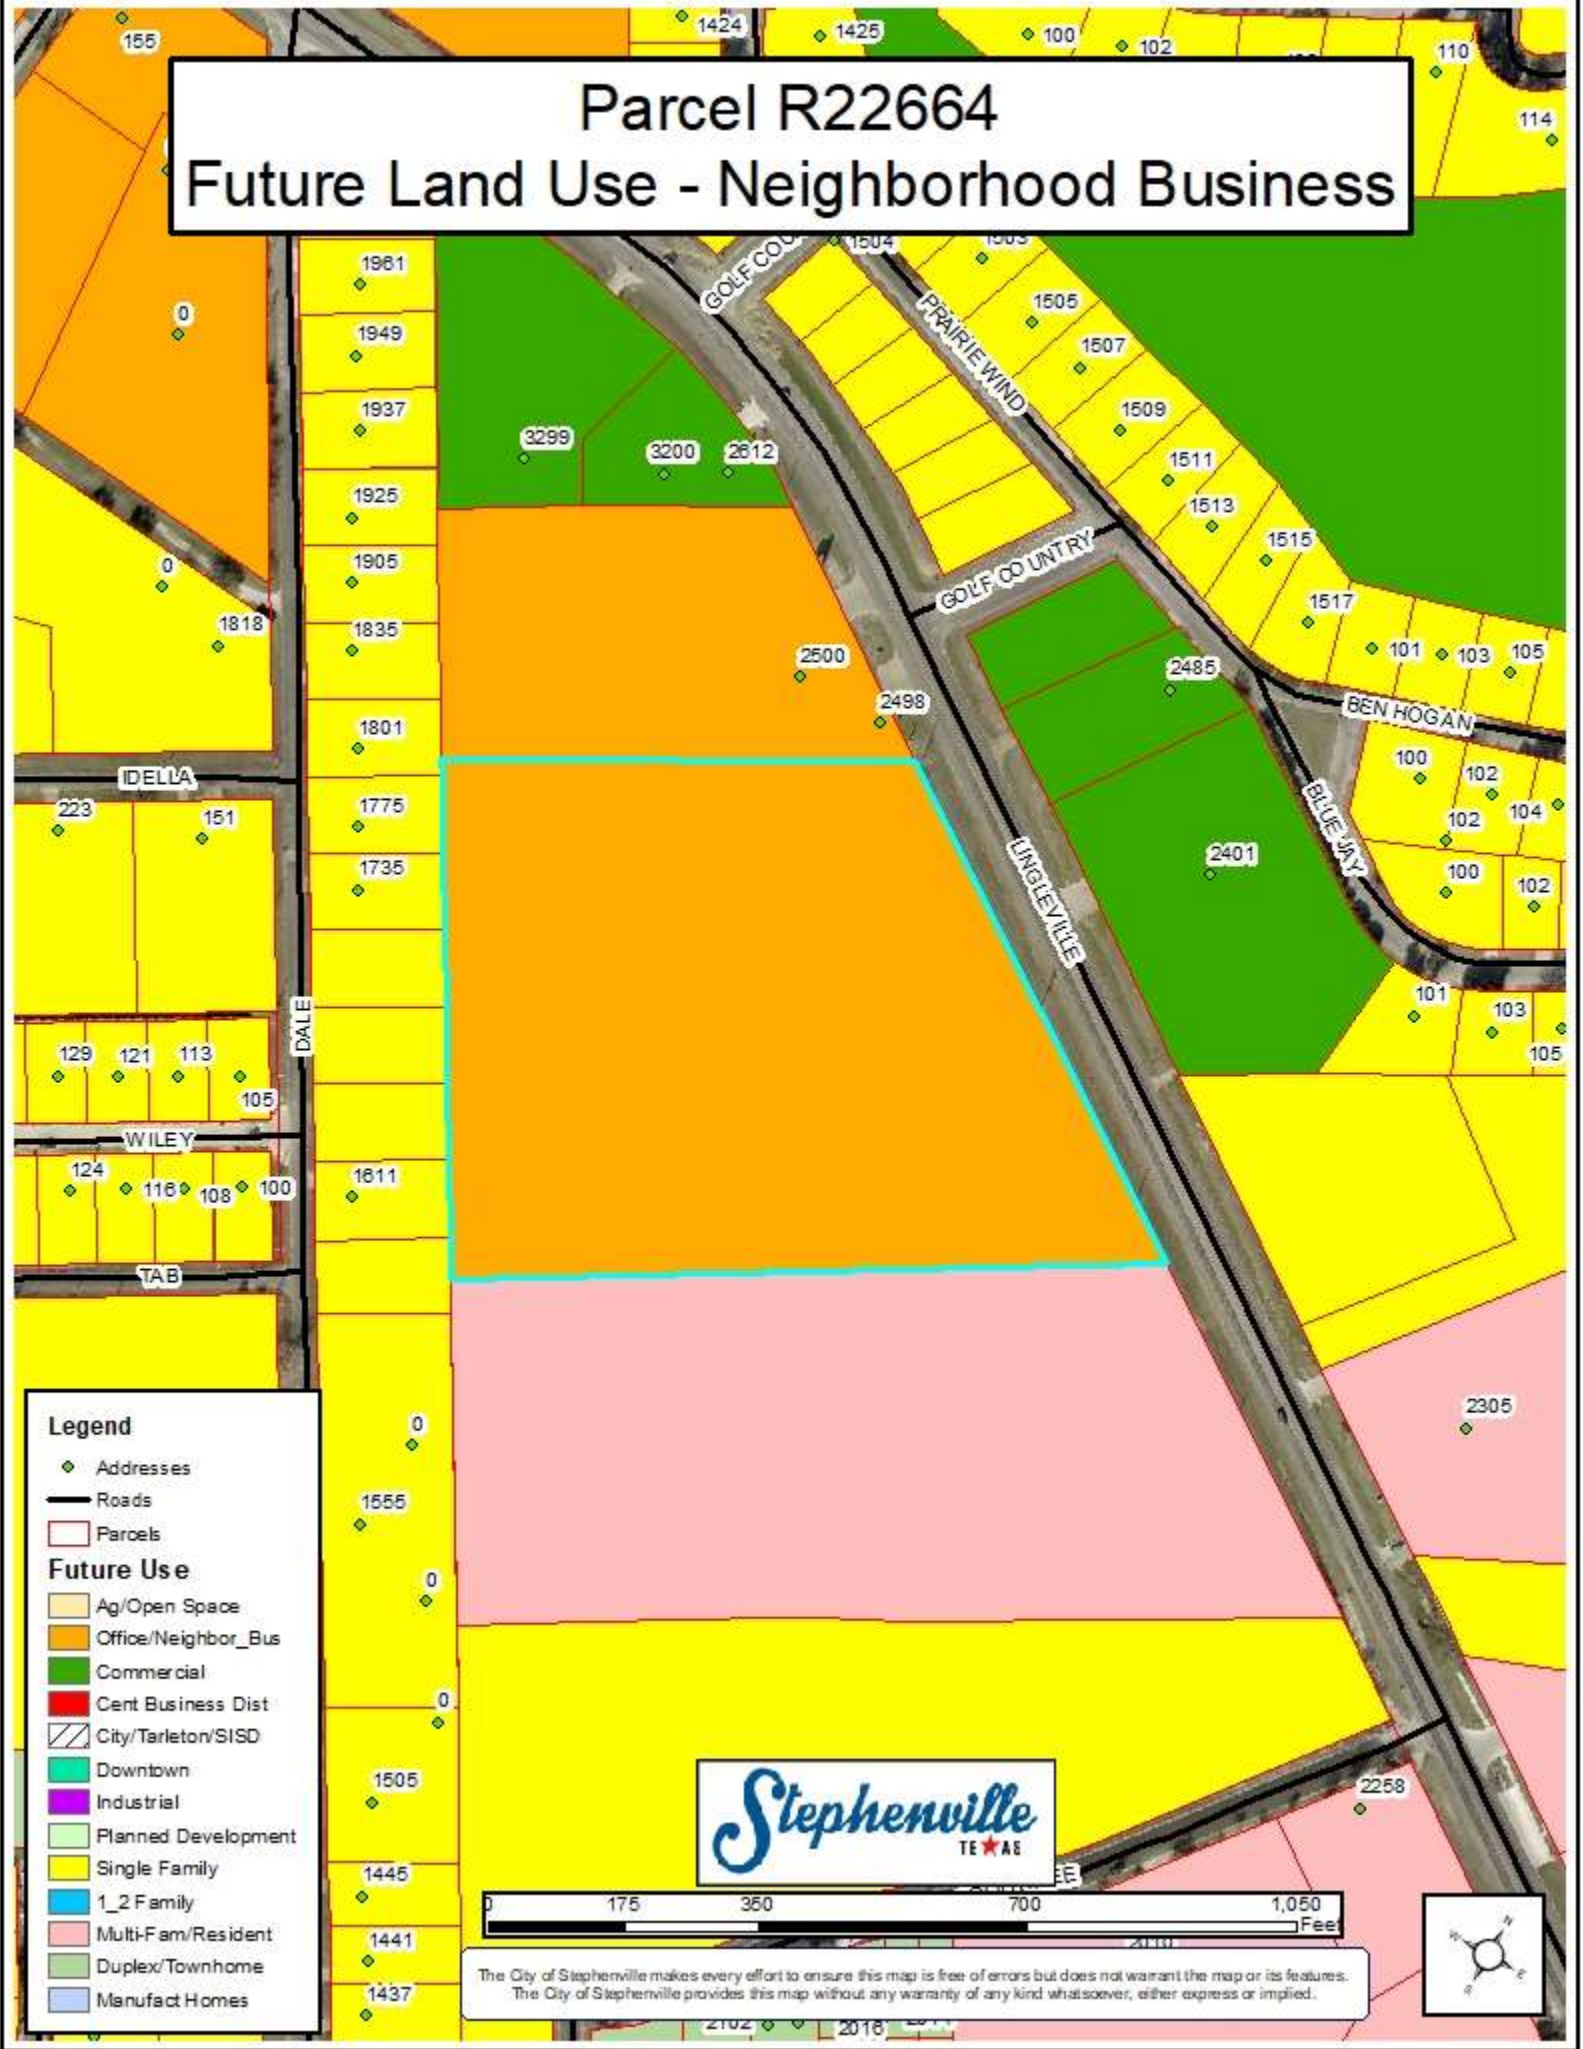 155
1424
1425
100
102
110
114
Parcel R22664
Future Land Use - Neighborhood Business
1961
1504
1503
GOLF COU
0
1949
1505
PRAIRIE WIND
1507
1937
1509
3299
3200
2612
1511
1925
1513
1515
0
1905
GOLF COUNTRY
1818
1835
1517
101
103
105
2500
2485
2498
BEN HOGAN
1801
IDELLA
100
102
223
151
1775
BLUE JAY
102
104
1735
LINGLEVILLE
2401
100
102
DALE
101
103
129
121
113
105
105
WILEY
124
116
108
100
1611
TAB
Legend
Addresses
Roads
Parcels
Future Use
Ag/Open Space
Office/Neighbor_Bus
Commercial
Cent Business Dist
City/Tarleton/SISD
Downtown
Industrial
Planned Development
Single Family
1_2 Family
Multi-Fam/Resident
Duplex/Townhome
Manufact Homes
0
2305
1555
0
0
1505
2258
1445
1441
1437
Stephenville
TEXAS
0 175 350 700 1,050
Feet
The City of Stephenville makes every effort to ensure this map is free of errors but does not warrant the map or its features.
The City of Stephenville provides this map without any warranty of any kind whatsoever, either express or implied.
N
E
S
W
2102
2016